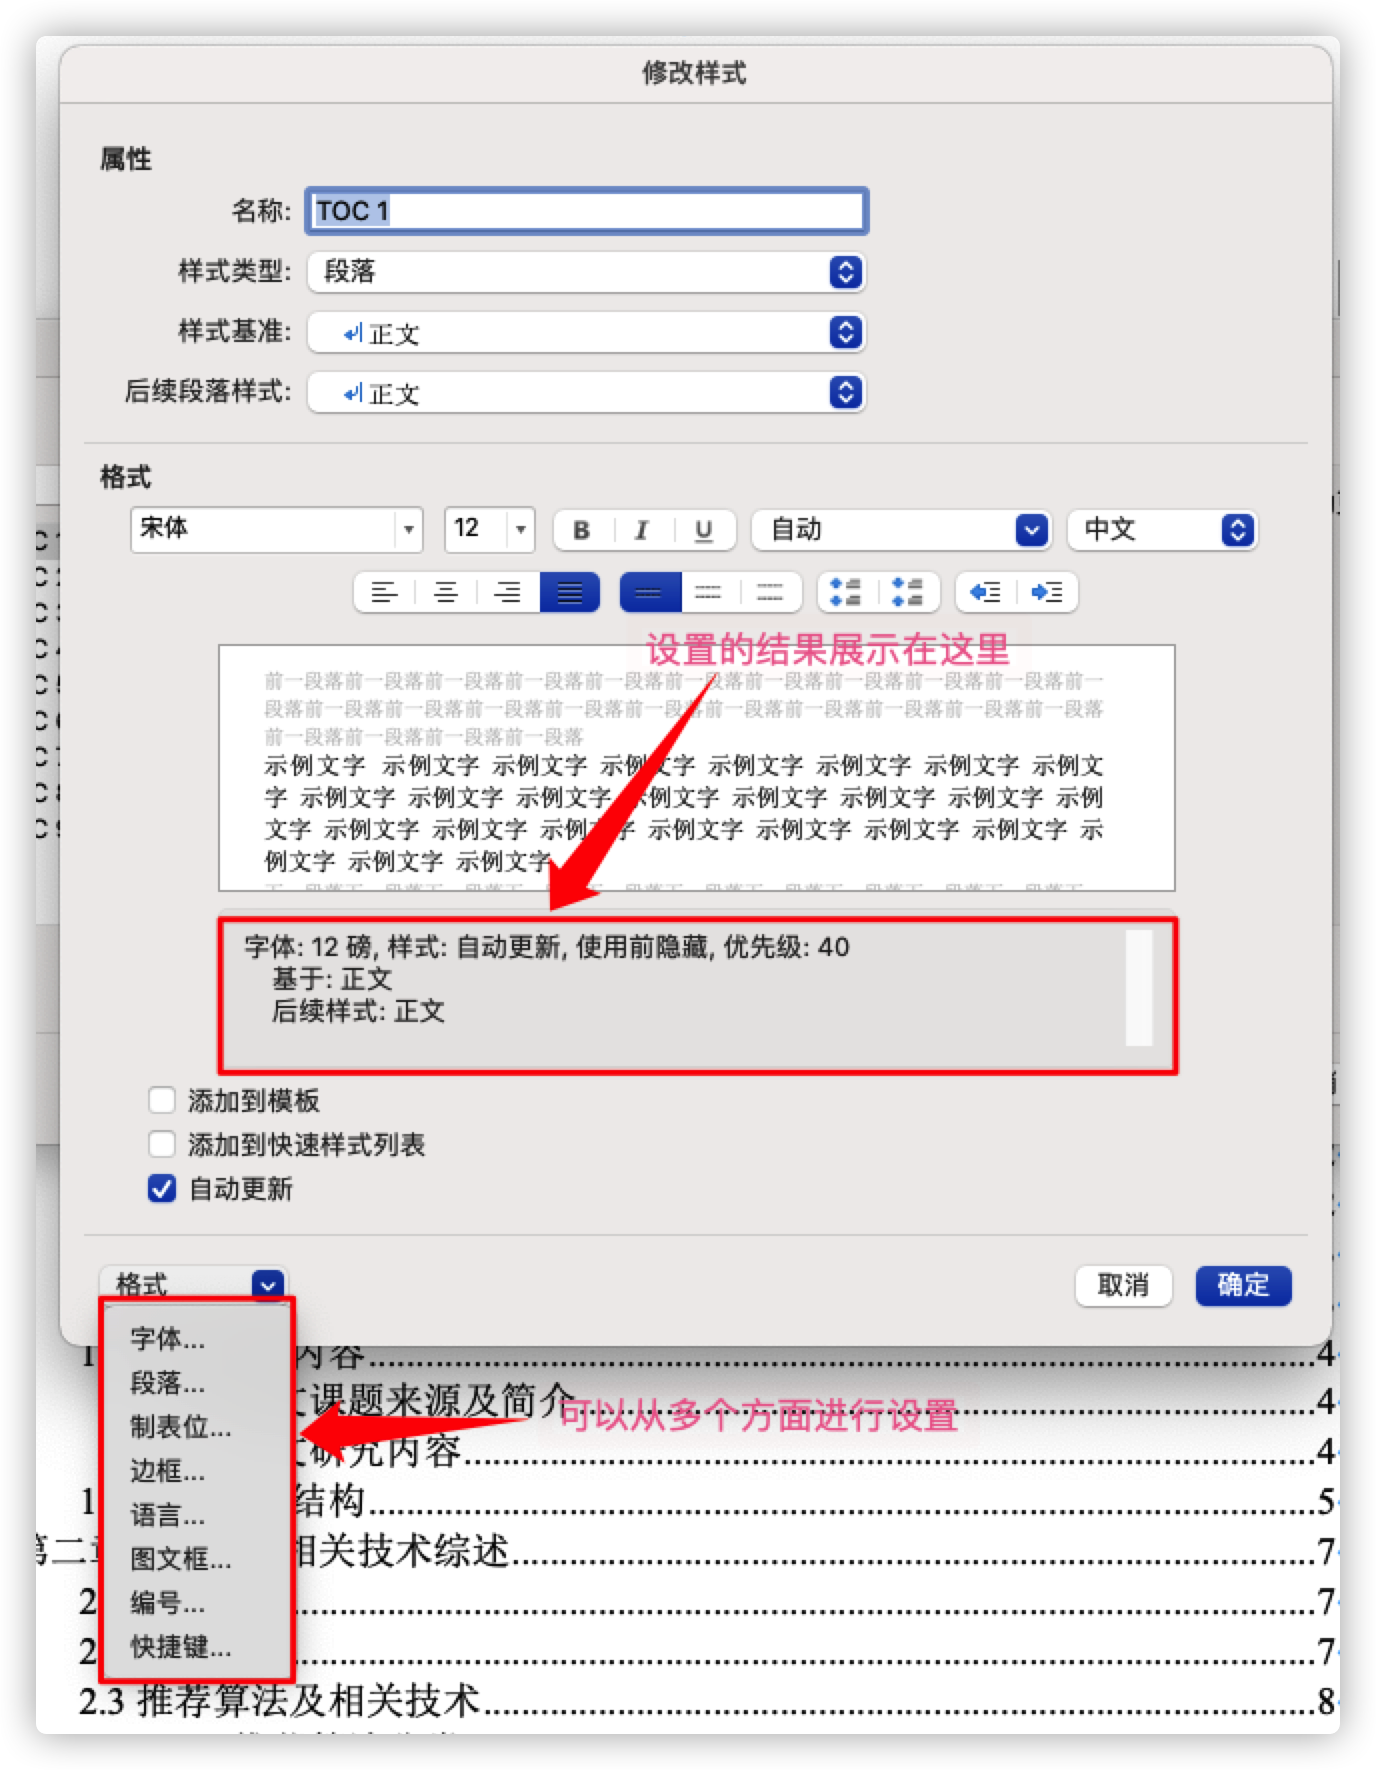 修改样式
属性
名称: TOC 1
样式类型: 段落
样式基准: 正文
后续段落样式: 正文
格式
宋体 12 B I U 自动 中文
设置的结果展示在这里
前一段落前一段落前一段落前一段落前一段落前一段落前一段落前一段落前一段落前一段落前一
段落前一段落前一段落前一段落前一段落前一段落前一段落前一段落前一段落前一段落前一段落
前一段落前一段落前一段落前一段落
示例文字 示例文字 示例文字 示例文字 示例文字 示例文字 示例文字 示例文
字 示例文字 示例文字 示例文字 示例文字 示例文字 示例文字 示例文字 示例
文字 示例文字 示例文字 示例文字 示例文字 示例文字 示例文字 示例文字 示
例文字 示例文字 示例文字
字体: 12 磅, 样式: 自动更新, 使用前隐藏, 优先级: 40
基于: 正文
后续样式: 正文
添加到模板
添加到快速样式列表
自动更新
格式 取消 确定
字体...
段落...
制表位...
边框...
语言...
图文框...
编号...
快捷键...
可以从多个方面进行设置
内容 4
课题来源及简介 4
研究内容 4
结构 5
第二 相关技术综述 7
2 7
2 7
2.3 推荐算法及相关技术 8